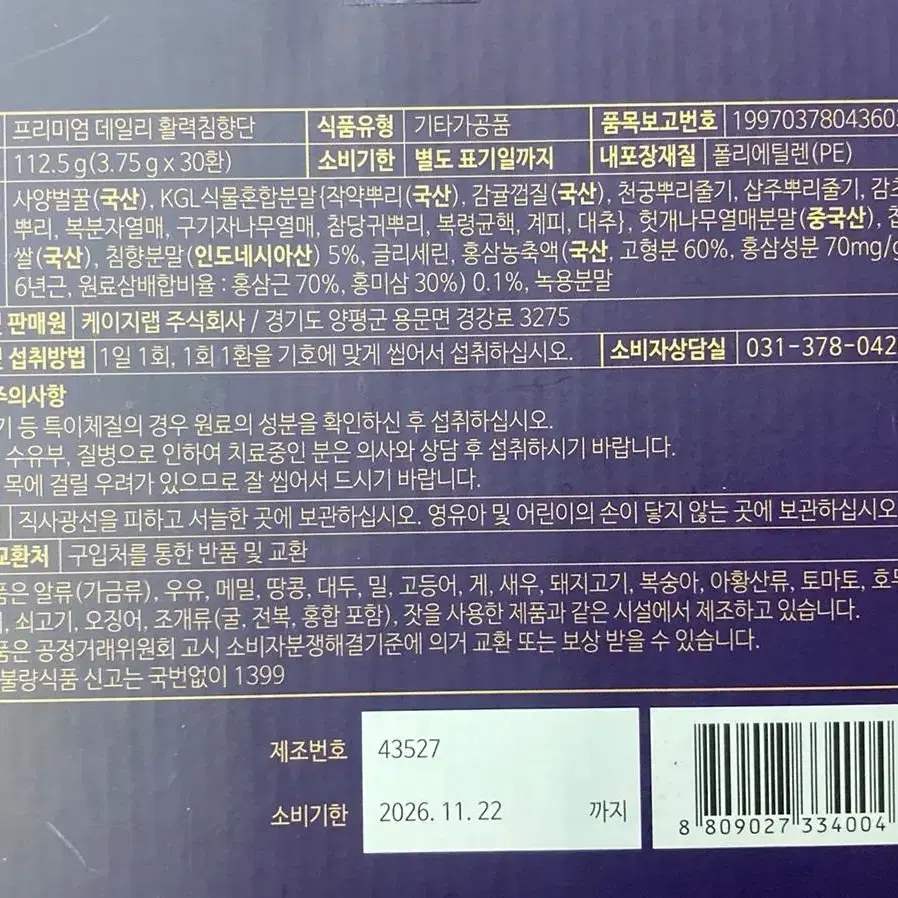 프리미엄 데일리 활력침향단 식품유형 기타가공품 품목보고번호 1997037804360
112.5g(3.75g x 30환) 소비기한 별도 표기일까지 내포장재질 폴리에틸렌(PE)
사양벌꿀(국산), KGL식물혼합분말{작약뿌리(국산), 감귤껍질(국산), 천궁뿌리줄기, 삽주뿌리줄기, 감초
뿌리, 복분자열매, 구기자나무열매, 참당귀뿌리, 복령균핵, 계피, 대추}, 헛개나무열매분말(중국산), 찹
쌀(국산), 침향분말(인도네시아산) 5%, 글리세린, 홍삼농축액(국산, 고형분 60%, 홍삼성분 70mg/g
6년근, 원료삼배합비율 : 홍삼근 70%, 홍미삼 30%) 0.1%, 녹용분말
판매원 케이지랩 주식회사 / 경기도 양평군 용문면 경강로 3275
섭취방법 1일 1회, 1회 1환을 기호에 맞게 씹어서 섭취하십시오. 소비자상담실 031-378-042
주의사항
기 등 특이체질의 경우 원료의 성분을 확인하신 후 섭취하십시오.
수유부, 질병으로 인하여 치료중인 분은 의사와 상담 후 섭취하시기 바랍니다.
목에 걸릴 우려가 있으므로 잘 씹어서 드시기 바랍니다.
직사광선을 피하고 서늘한 곳에 보관하십시오. 영유아 및 어린이의 손이 닿지 않는 곳에 보관하십시오
교환처 구입처를 통한 반품 및 교환
품은 알류(가금류), 우유, 메밀, 땅콩, 대두, 밀, 고등어, 게, 새우, 돼지고기, 복숭아, 아황산류, 토마토, 호두
, 쇠고기, 오징어, 조개류(굴, 전복, 홍합 포함), 잣을 사용한 제품과 같은 시설에서 제조하고 있습니다.
품은 공정거래위원회 고시 소비자분쟁해결기준에 의거 교환 또는 보상 받을 수 있습니다.
불량식품 신고는 국번없이 1399
제조번호 43527
소비기한 2026. 11. 22 까지
8 809027 334004